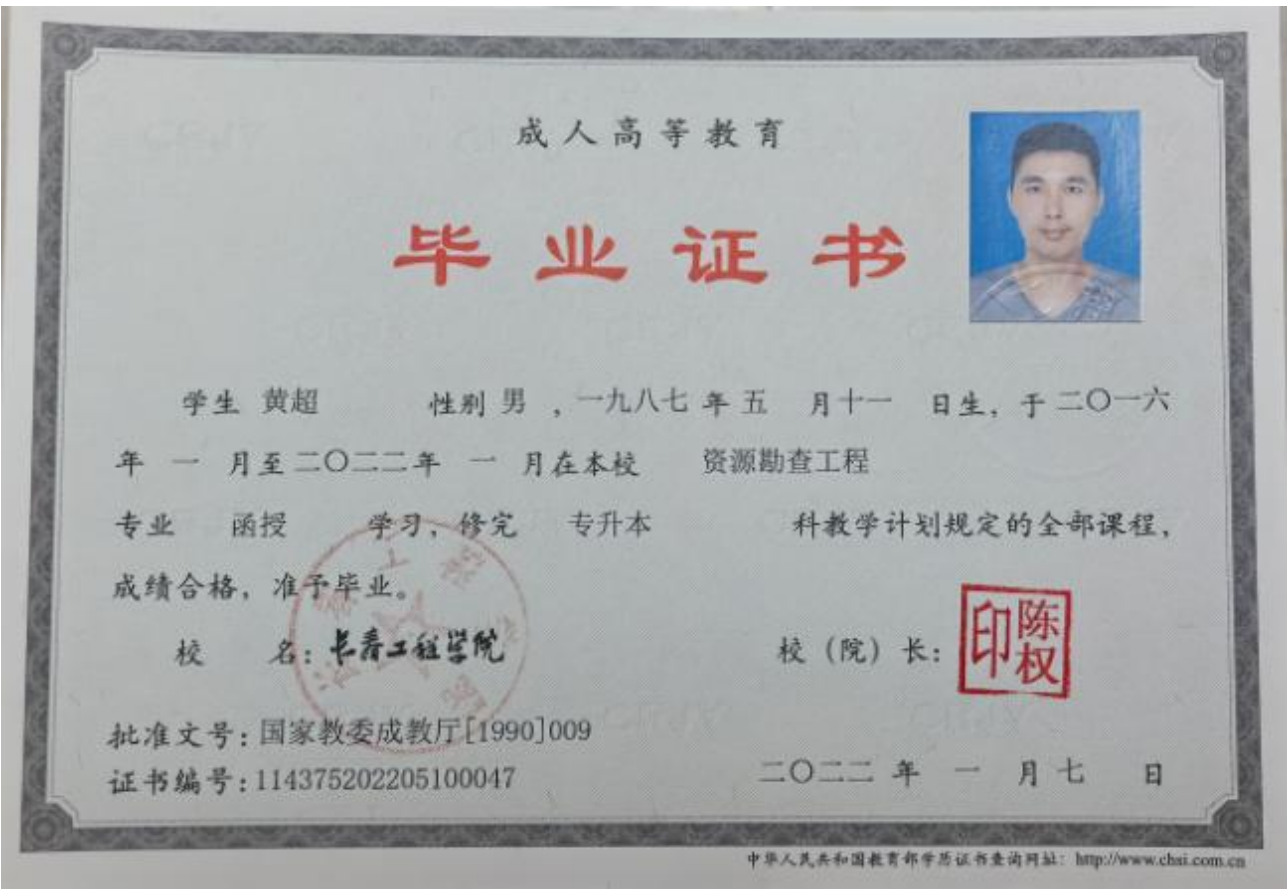 成人高等教育
毕业证书
学生 黄超 性别 男 ，一九八七 年 五 月 十一 日生，于 二〇一六
年 一 月至 二〇二二 年 一 月在本校 资源勘查工程
专业 函授 学习，修完 专升本 科教学计划规定的全部课程，
成绩合格，准予毕业。
校 名：长春工程学院
校（院）长：陈权印
批准文号：国家教委成教厅[1990]009
证书编号：114375202205100047
二〇二二 年 一 月 七 日
中华人民共和国教育部学历证书查询网址：http://www.chsi.com.cn